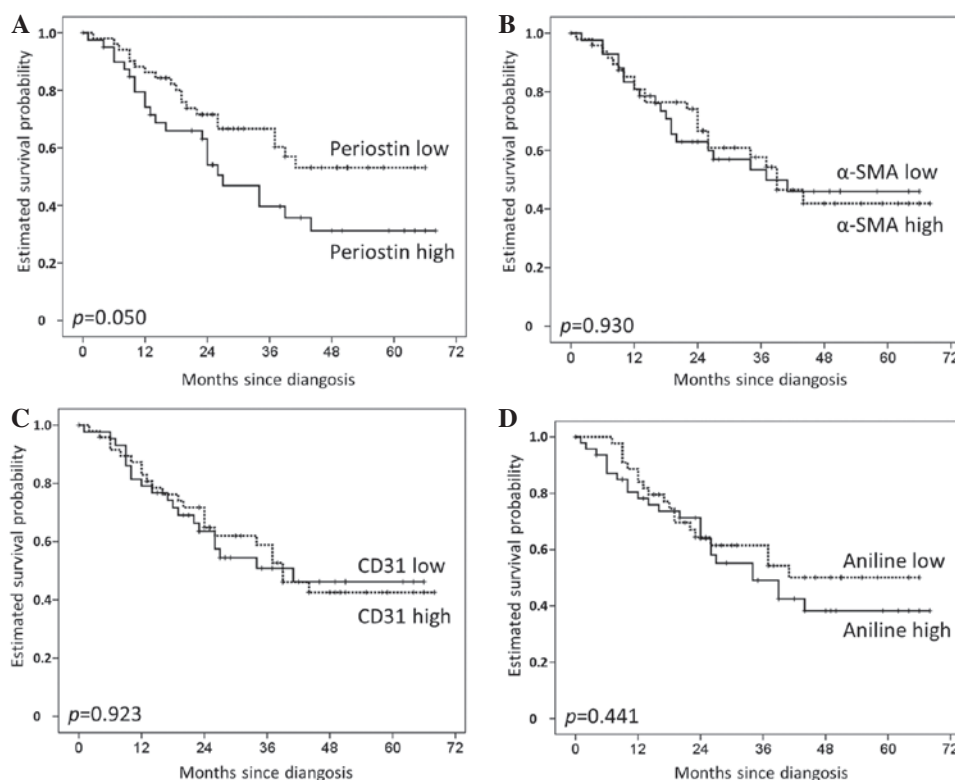 A
Estimated survival probability
1.0
0.8
0.6
0.4
0.2
0
Periostin low
Periostin high
p=0.050
0 12 24 36 48 60 72
Months since diangosis
B
Estimated survival probability
1.0
0.8
0.6
0.4
0.2
0
α-SMA low
α-SMA high
p=0.930
0 12 24 36 48 60 72
Months since diangosis
C
Estimated survival probability
1.0
0.8
0.6
0.4
0.2
0
CD31 low
CD31 high
p=0.923
0 12 24 36 48 60 72
Months since diangosis
D
Estimated survival probability
1.0
0.8
0.6
0.4
0.2
0
Aniline low
Aniline high
p=0.441
0 12 24 36 48 60 72
Months since diangosis